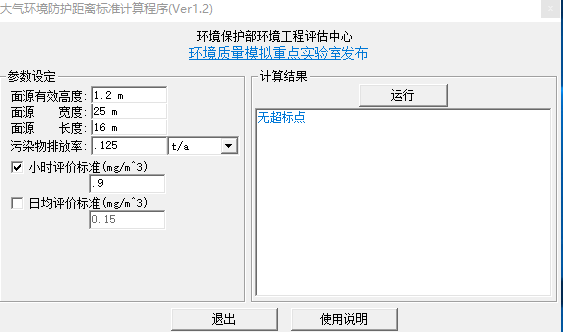 大气环境防护距离标准计算程序(Ver1.2)
环境保护部环境工程评估中心
环境质量模拟重点实验室发布
参数设定
面源有效高度: 1.2 m
面源 宽度: 25 m
面源 长度: 16 m
污染物排放率: .125 t/a
小时评价标准(mg/m^3)
.9
日均评价标准(mg/m^3)
0.15
计算结果
运行
无超标点
退出 使用说明